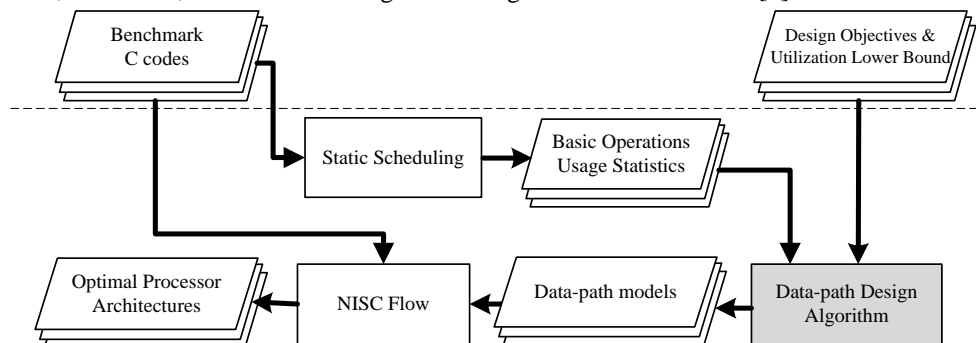 Benchmark
C codes
Design Objectives &
Utilization Lower Bound
Static Scheduling
Basic Operations
Usage Statistics
Optimal Processor
Architectures
NISC Flow
Data-path models
Data-path Design
Algorithm